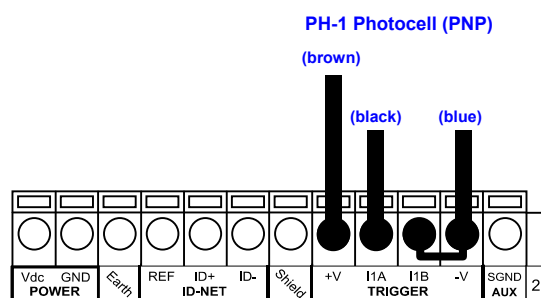 PH-1 Photocell (PNP)
(brown)
(black) (blue)
Vdc GND Earth REF ID+ ID- Shield +V I1A I1B -V SGND
POWER ID-NET TRIGGER AUX 2